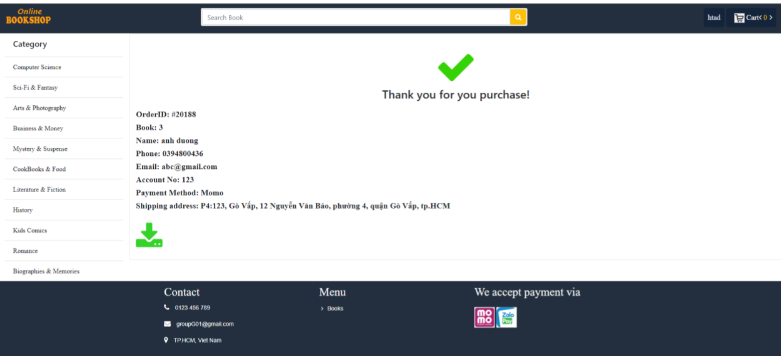 Online
BOOKSHOP
Search Book
htad
Cart< 0 >
Category
Computer Science
Sci-Fi & Fantasy
Arts & Photography
Business & Money
Mystery & Suspense
CookBooks & Food
Literature & Fiction
History
Kids Comics
Romance
Biographies & Memories
Thank you for you purchase!
OrderID: #20188
Book: 3
Name: anh duong
Phone: 0394800436
Email: abc@gmail.com
Account No: 123
Payment Method: Momo
Shipping address: P4:123, Gò Vấp, 12 Nguyễn Văn Bảo, phường 4, quận Gò Vấp, tp.HCM
Contact
0123 456 789
groupG01@gmail.com
TP.HCM, Viet Nam
Menu
> Books
We accept payment via
mo
mo
Zalo
Pay